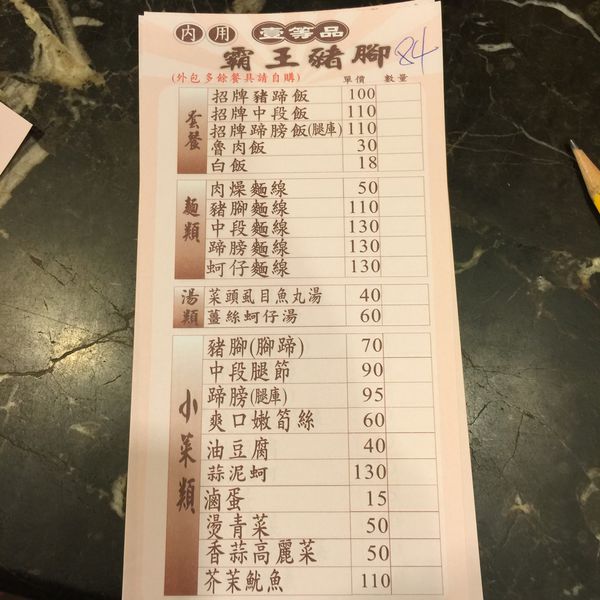 內用 壹等品
霸王豬腳 84
(外包多餘餐具請自購) 單價 數量
套餐
招牌豬蹄飯 100
招牌中段飯 110
招牌蹄膀飯(腿庫) 110
魯肉飯 30
白飯 18
麵類
肉燥麵線 50
豬腳麵線 110
中段麵線 130
蹄膀麵線 130
蚵仔麵線 130
湯類
菜頭虱目魚丸湯 40
薑絲蚵仔湯 60
小菜類
豬腳(腳蹄) 70
中段腿節 90
蹄膀(腿庫) 95
爽口嫩筍絲 60
油豆腐 40
蒜泥蚵 130
滷蛋 15
燙青菜 50
香蒜高麗菜 50
芥茉魷魚 110